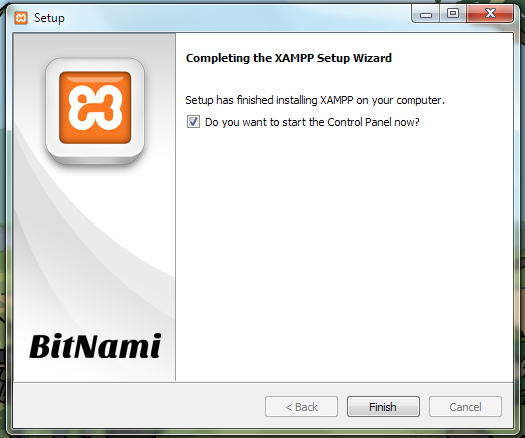 Setup
Completing the XAMPP Setup Wizard
Setup has finished installing XAMPP on your computer.
Do you want to start the Control Panel now?
BitNami
< Back
Finish
Cancel